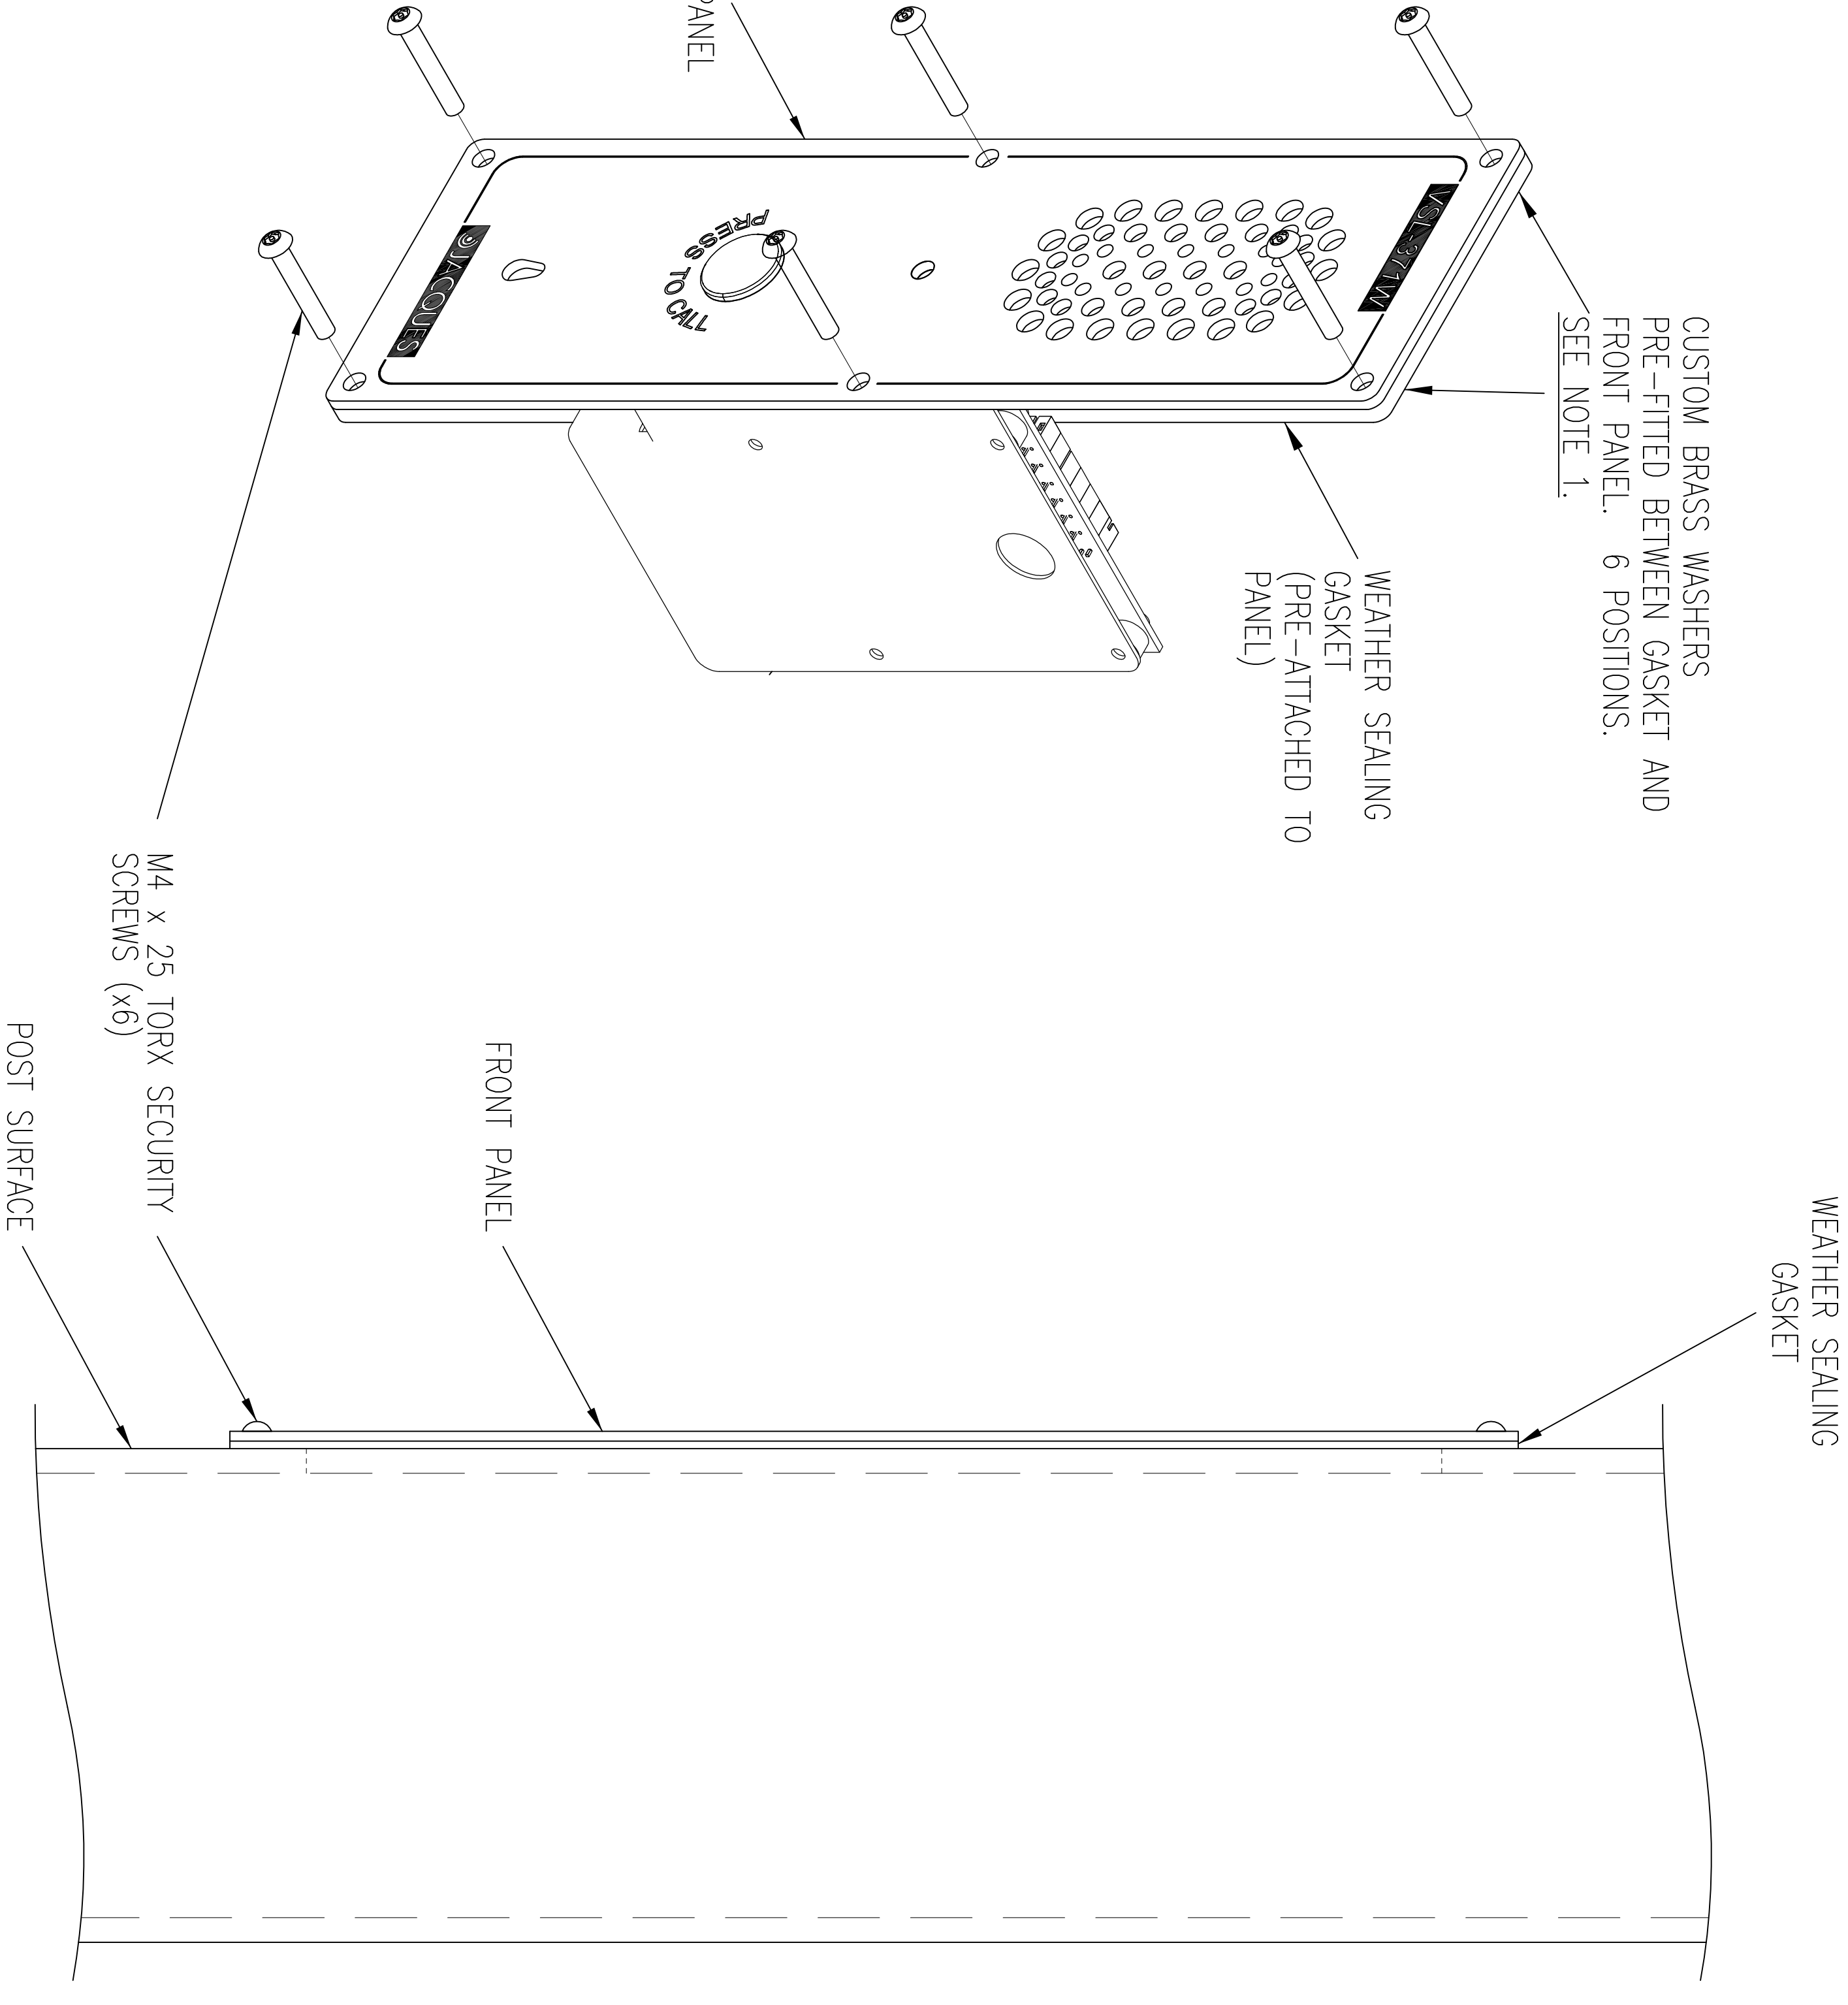 CUSTOM BRASS WASHERS
PRE-FITTED BETWEEN GASKET AND
FRONT PANEL. 6 POSITIONS.
SEE NOTE 1.
WEATHER SEALING
GASKET
(PRE-ATTACHED TO
PANEL)
PANEL
VSL-371W
PRESS TO CALL
JACQUES
M4 x 25 TORX SECURITY
SCREWS (x6)
WEATHER SEALING
GASKET
FRONT PANEL
POST SURFACE